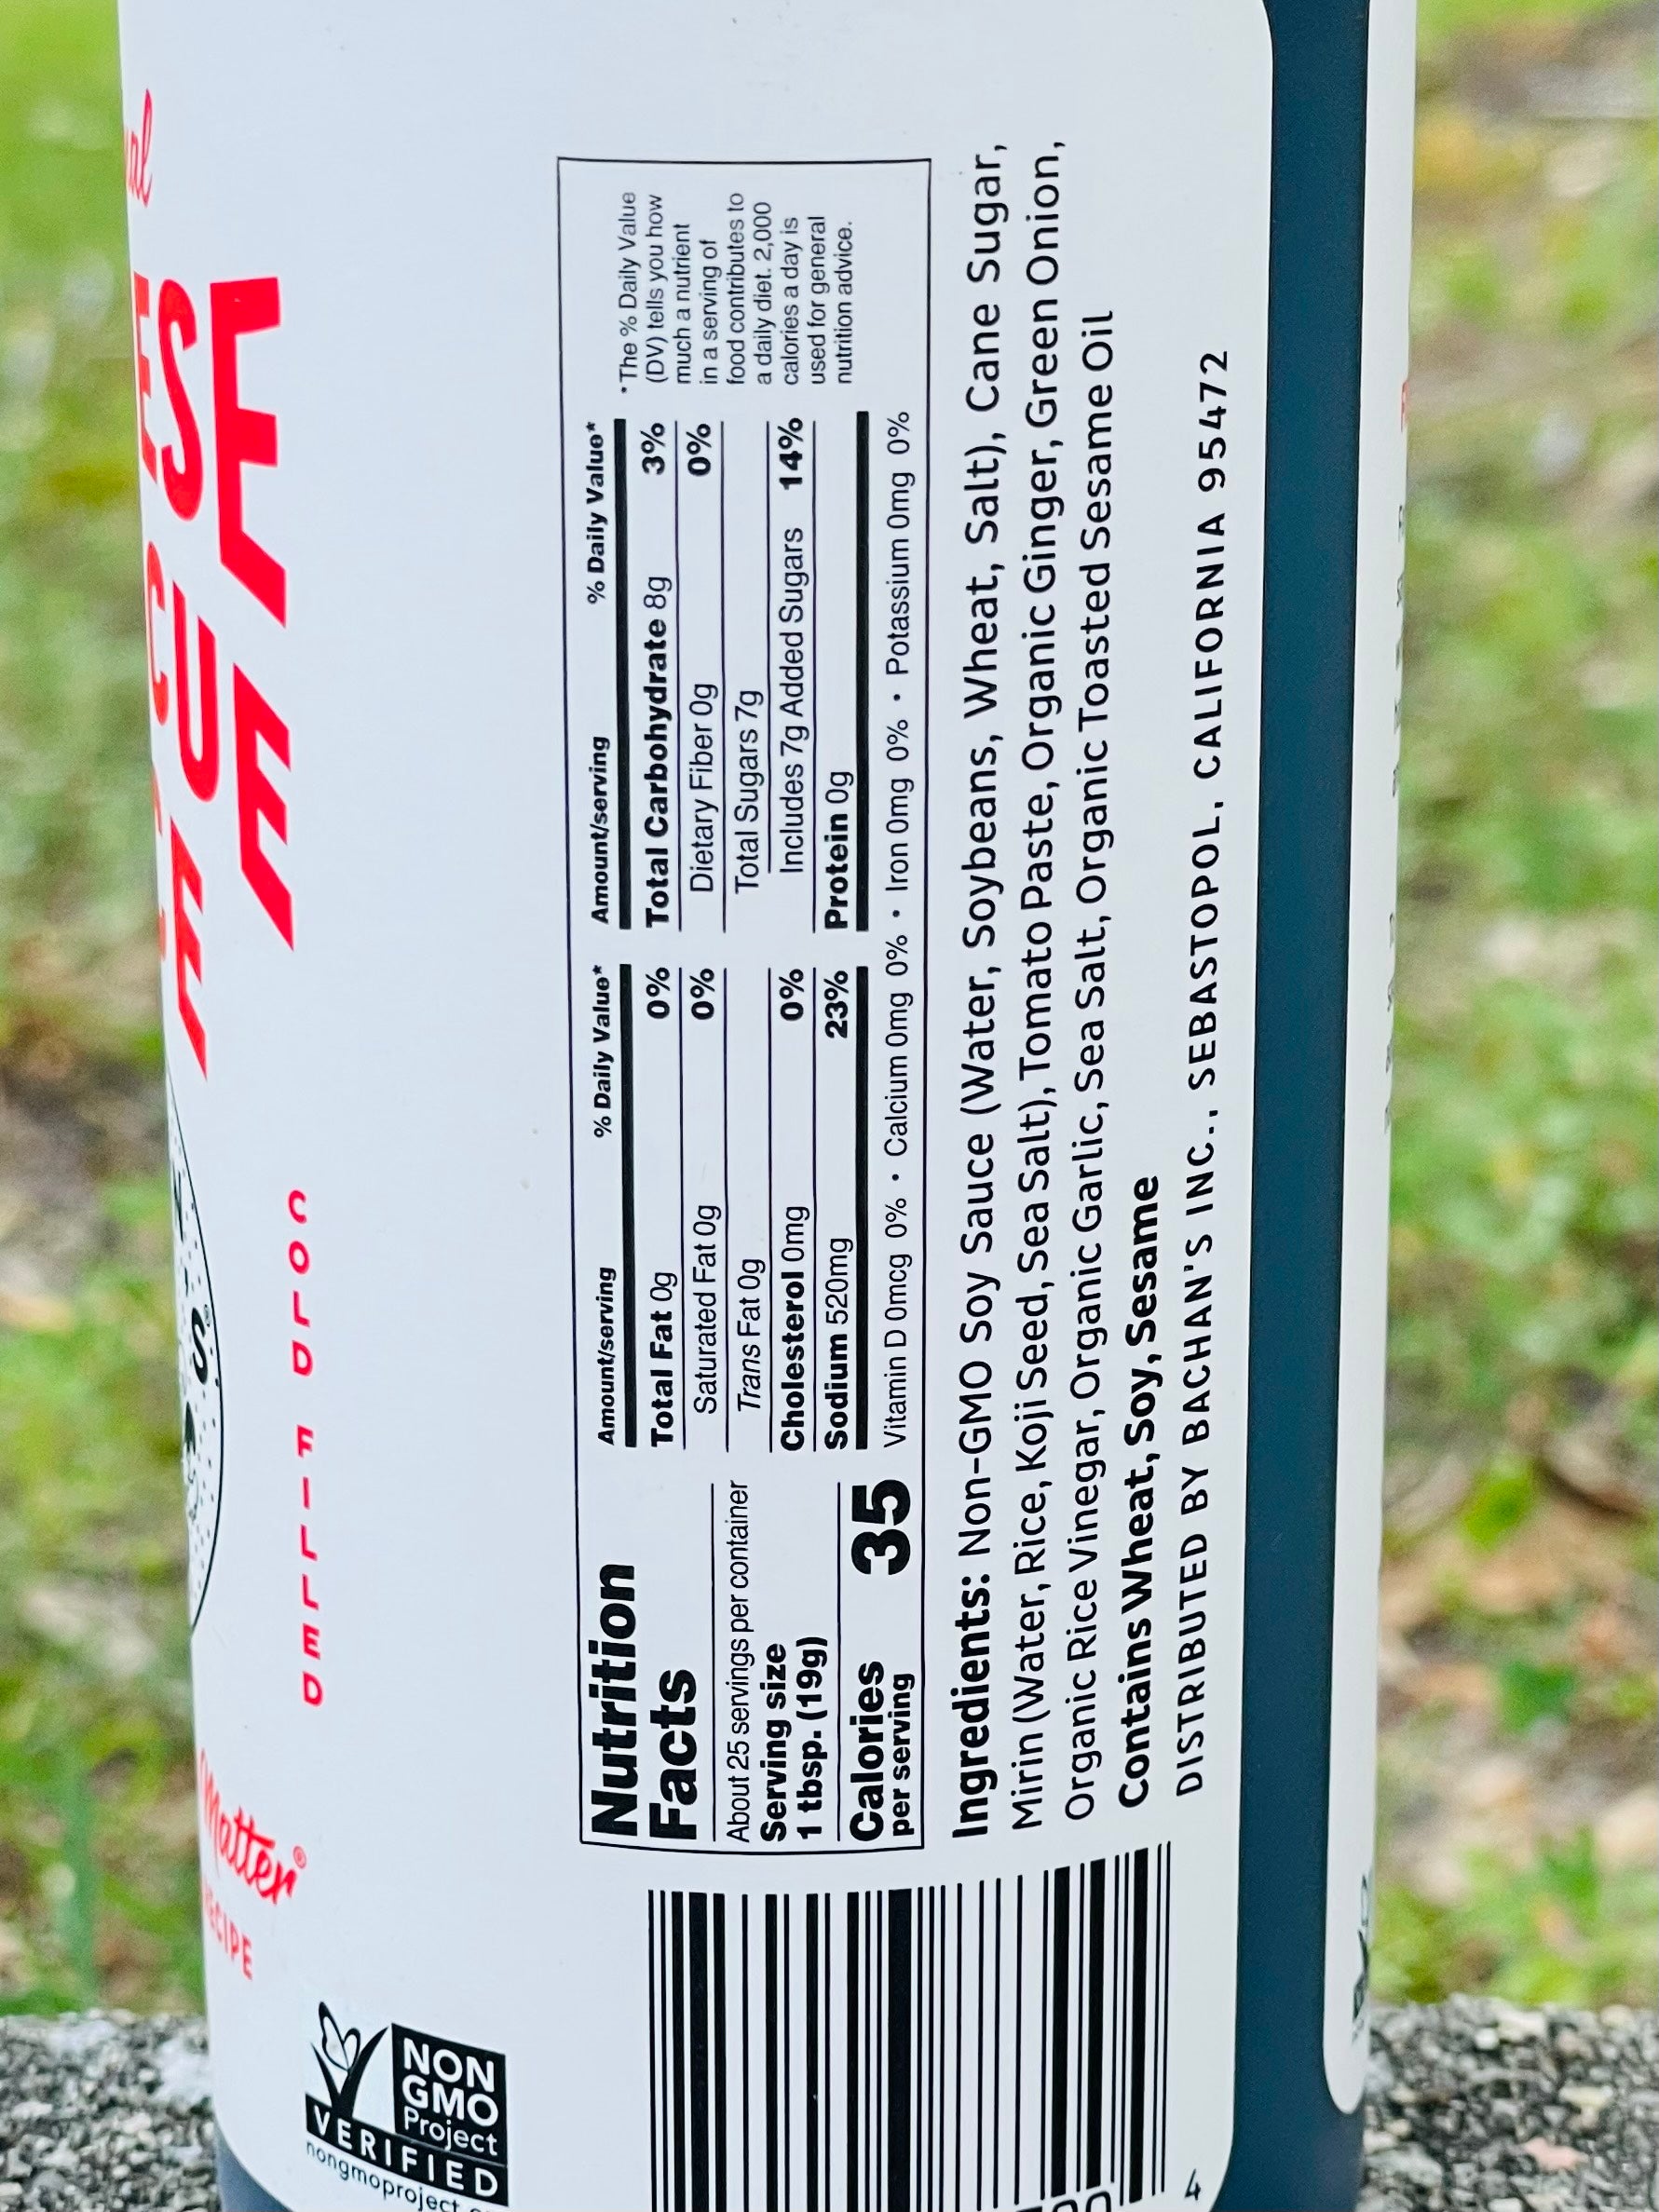 ESE
CUE
COLD FILLED
Matter®
NON
GMO
Project
VERIFIED
Nutrition
Facts
About 25 servings per container
Serving size
1 tbsp. (19g)
Calories 35
per serving
Amount/serving % Daily Value*
Total Fat 0g 0%
Saturated Fat 0g 0%
Trans Fat 0g
Cholesterol 0mg 0%
Sodium 520mg 23%
Amount/serving % Daily Value*
Total Carbohydrate 8g 3%
Dietary Fiber 0g 0%
Total Sugars 7g
Includes 7g Added Sugars 14%
Protein 0g
Vitamin D 0mcg 0% • Calcium 0mg 0% • Iron 0mg 0% • Potassium 0mg 0%
*The % Daily Value
(DV) tells you how
much a nutrient
in a serving of
food contributes to
a daily diet. 2,000
calories a day is
used for general
nutrition advice.
Ingredients: Non-GMO Soy Sauce (Water, Soybeans, Wheat, Salt), Cane Sugar,
Mirin (Water, Rice, Koji Seed, Sea Salt), Tomato Paste, Organic Ginger, Green Onion,
Organic Rice Vinegar, Organic Garlic, Sea Salt, Organic Toasted Sesame Oil
Contains Wheat, Soy, Sesame
DISTRIBUTED BY BACHAN'S INC., SEBASTOPOL, CALIFORNIA 95472
4